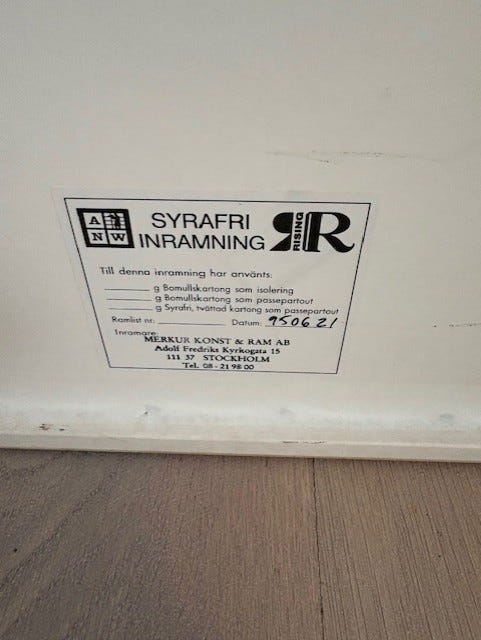 A
N W
SYRAFRI
INRAMNING
RISING
R
Till denna inramning har använts:
g Bomullskartong som isolering
g Bomullskartong som passepartout
g Syrafri, tvättad kartong som passepartout
Ramlist nr: Datum: 950621
Inramare:
MERKUR KONST & RAM AB
Adolf Fredriks Kyrkogata 15
111 37 STOCKHOLM
Tel. 08-21 98 00